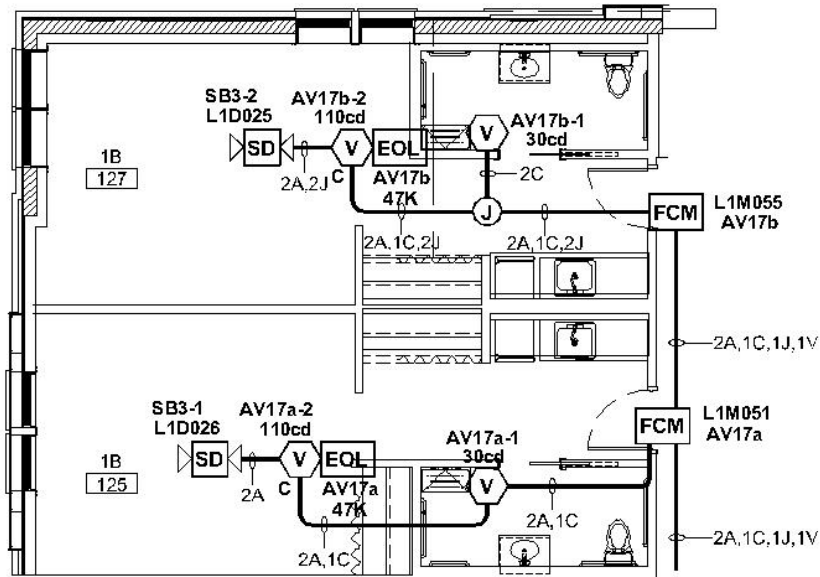 SB3-2
L1D025
AV17b-2
110cd
AV17b-1
30cd
SD
V
EOL
V
1B
127
2A,2J
C
AV17b
47K
2C
J
FCM
L1M055
AV17b
2A,1C,2J
2A,1C,2J
2A,1C,1J,1V
SB3-1
L1D026
AV17a-2
110cd
AV17a-1
30cd
FCM
L1M051
AV17a
SD
V
EOL
V
1B
125
2A
C
AV17a
47K
2A,1C
2A,1C
2A,1C,1J,1V